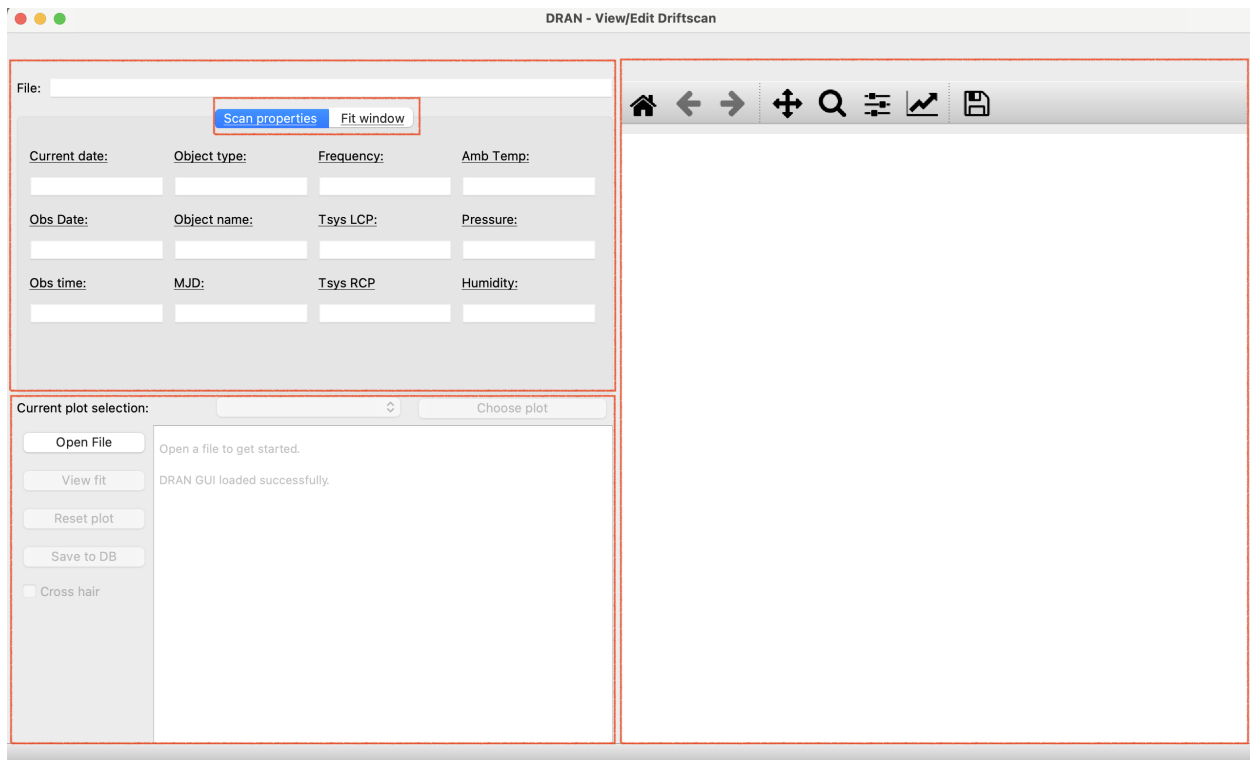 DRAN - View/Edit Driftscan
File:
Scan properties Fit window
Current date: Object type: Frequency: Amb Temp:
Obs Date: Object name: Tsys LCP: Pressure:
Obs time: MJD: Tsys RCP Humidity:
Current plot selection: Choose plot
Open File
Open a file to get started.
View fit
DRAN GUI loaded successfully.
Reset plot
Save to DB
Cross hair